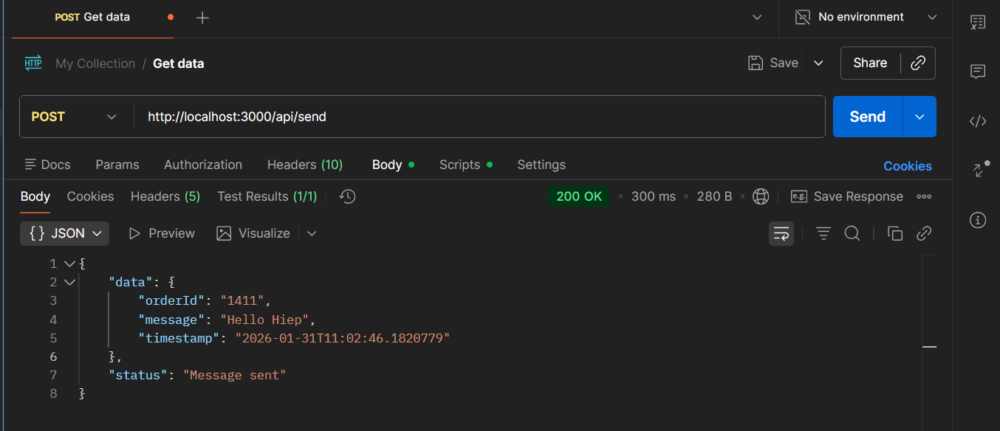 POST Get data
No environment
HTTP My Collection / Get data
Save
Share
POST
http://localhost:3000/api/send
Send
Docs
Params
Authorization
Headers (10)
Body
Scripts
Settings
Cookies
Body
Cookies
Headers (5)
Test Results (1/1)
200 OK
300 ms
280 B
e.g. Save Response
{ } JSON
Preview
Visualize
1 {
2 "data": {
3 "orderId": "1411",
4 "message": "Hello Hiep",
5 "timestamp": "2026-01-31T11:02:46.1820779"
6 },
7 "status": "Message sent"
8 }